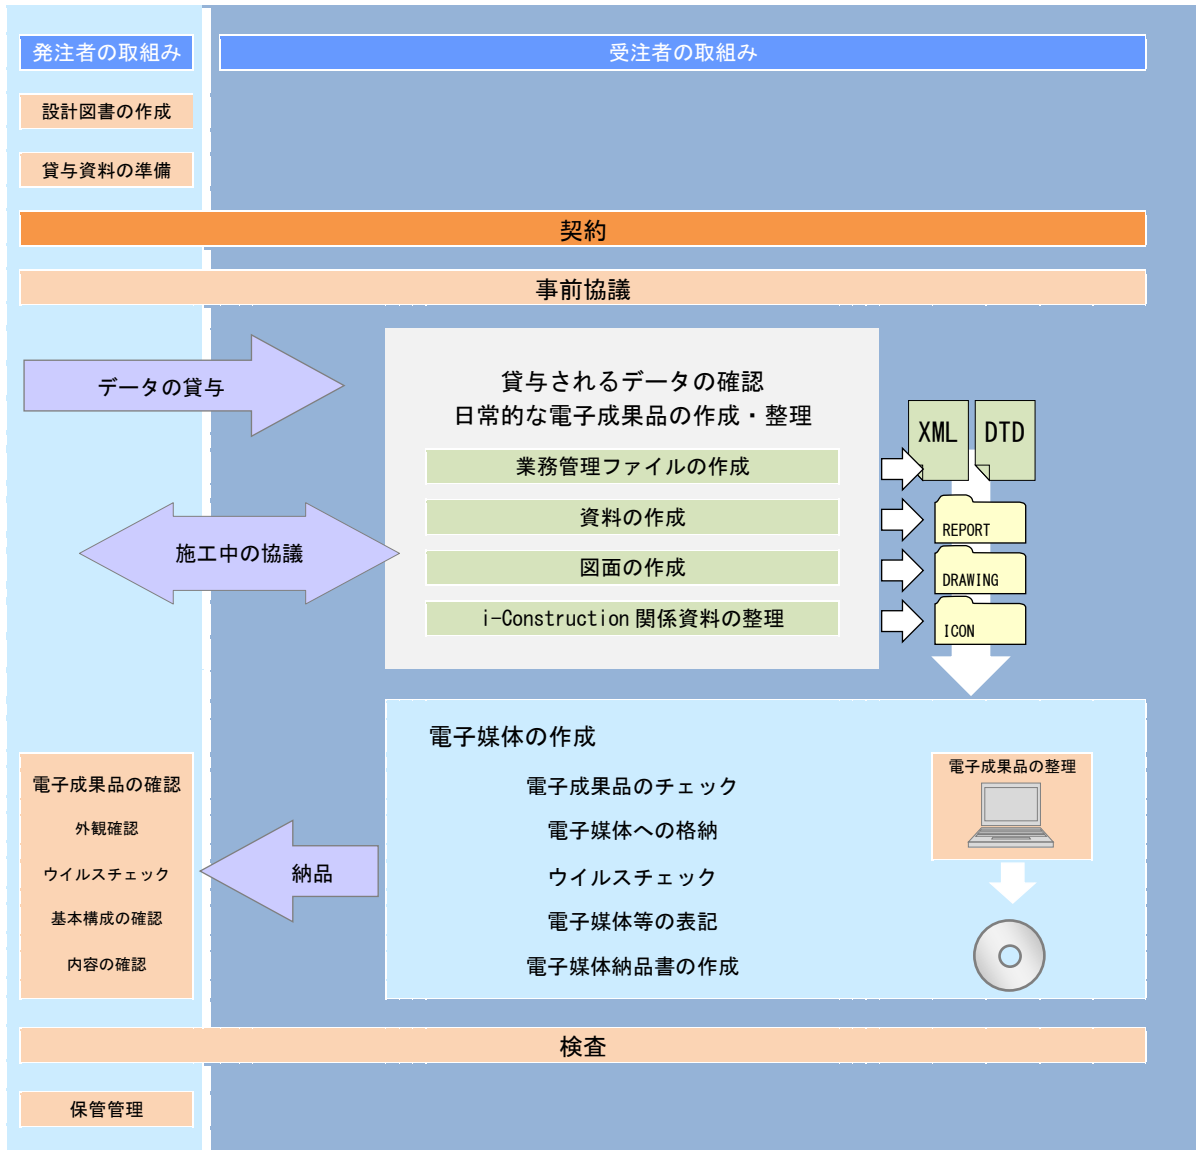 発注者の取組み
受注者の取組み
設計図書の作成
貸与資料の準備
契約
事前協議
データの貸与
貸与されるデータの確認
日常的な電子成果品の作成・整理
業務管理ファイルの作成
資料の作成
図面の作成
i-Construction 関係資料の整理
XML
DTD
REPORT
DRAWING
ICON
施工中の協議
電子媒体の作成
電子成果品のチェック
電子媒体への格納
ウイルスチェック
電子媒体等の表記
電子媒体納品書の作成
電子成果品の整理
納品
電子成果品の確認
外観確認
ウイルスチェック
基本構成の確認
内容の確認
検査
保管管理